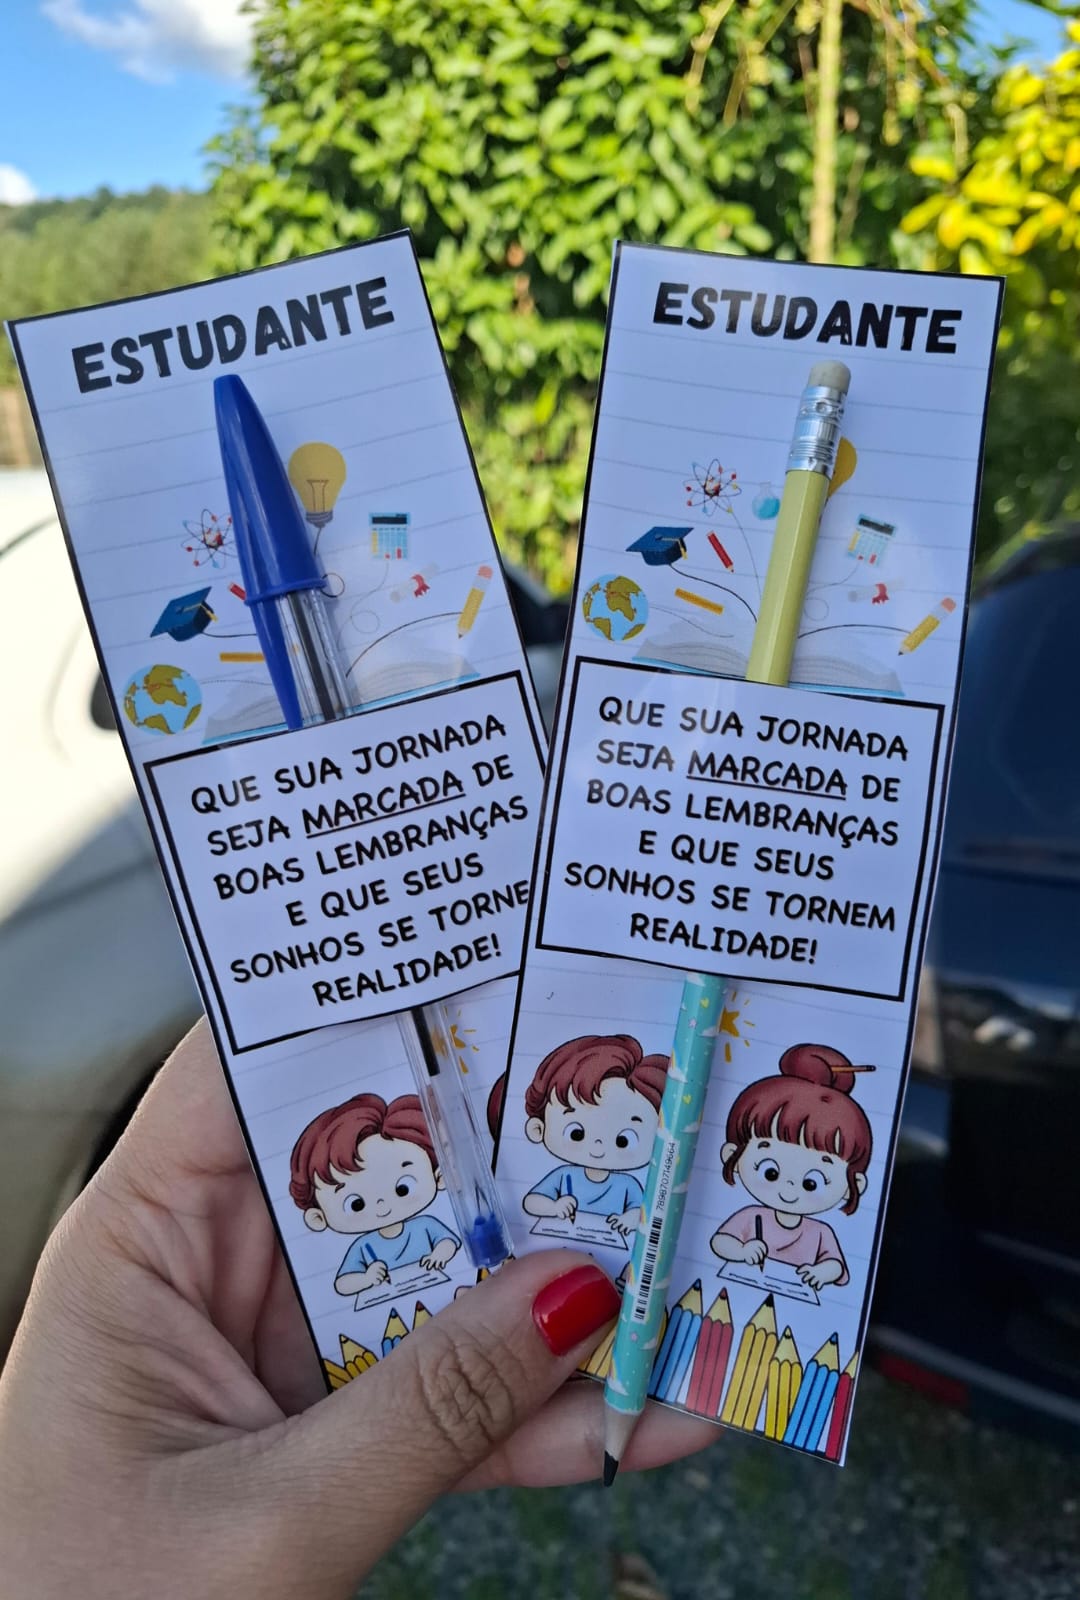 ESTUDANTE
QUE SUA JORNADA
SEJA MARCADA DE
BOAS LEMBRANÇAS
E QUE SEUS
SONHOS SE TORNE
REALIDADE!
ESTUDANTE
QUE SUA JORNADA
SEJA MARCADA DE
BOAS LEMBRANÇAS
E QUE SEUS
SONHOS SE TORNEM
REALIDADE!
7898707149664